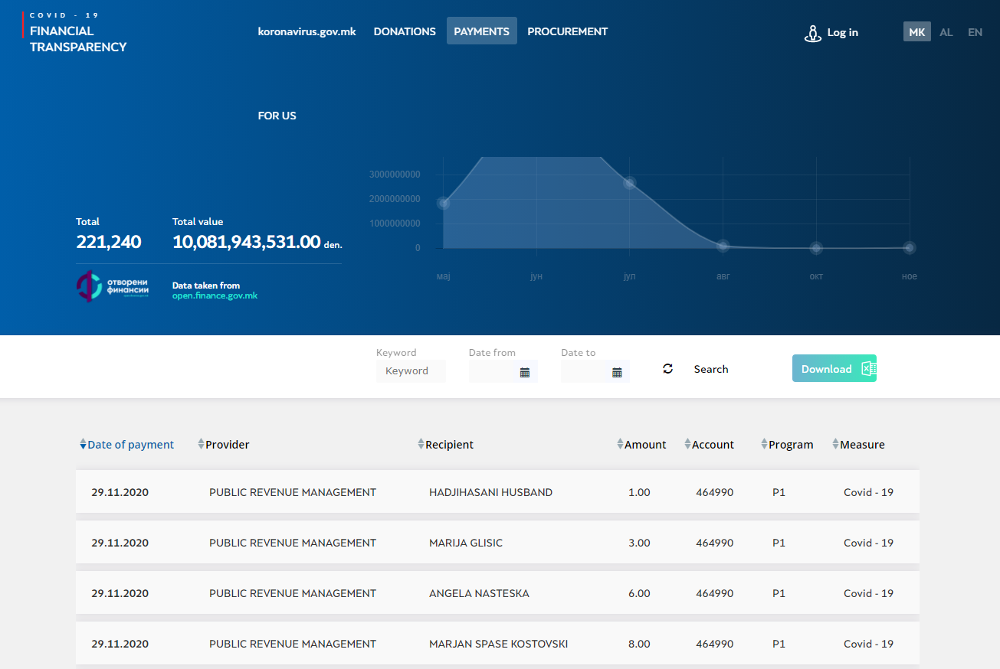 COVID - 19
FINANCIAL
TRANSPARENCY
koronavirus.gov.mk DONATIONS PAYMENTS PROCUREMENT
Log in
MK AL EN
FOR US
3000000000
2000000000
1000000000
0
мај јун јул авг окт ное
Total
221,240
Total value
10,081,943,531.00 den.
отворени
финансии
Data taken from
open.finance.gov.mk
Keyword
Keyword
Date from
Date to
Search
Download
Date of payment Provider Recipient Amount Account Program Measure
29.11.2020 PUBLIC REVENUE MANAGEMENT HADJIHASANI HUSBAND 1.00 464990 P1 Covid - 19
29.11.2020 PUBLIC REVENUE MANAGEMENT MARIJA GLISIC 3.00 464990 P1 Covid - 19
29.11.2020 PUBLIC REVENUE MANAGEMENT ANGELA NASTESKA 6.00 464990 P1 Covid - 19
29.11.2020 PUBLIC REVENUE MANAGEMENT MARJAN SPASE KOSTOVSKI 8.00 464990 P1 Covid - 19